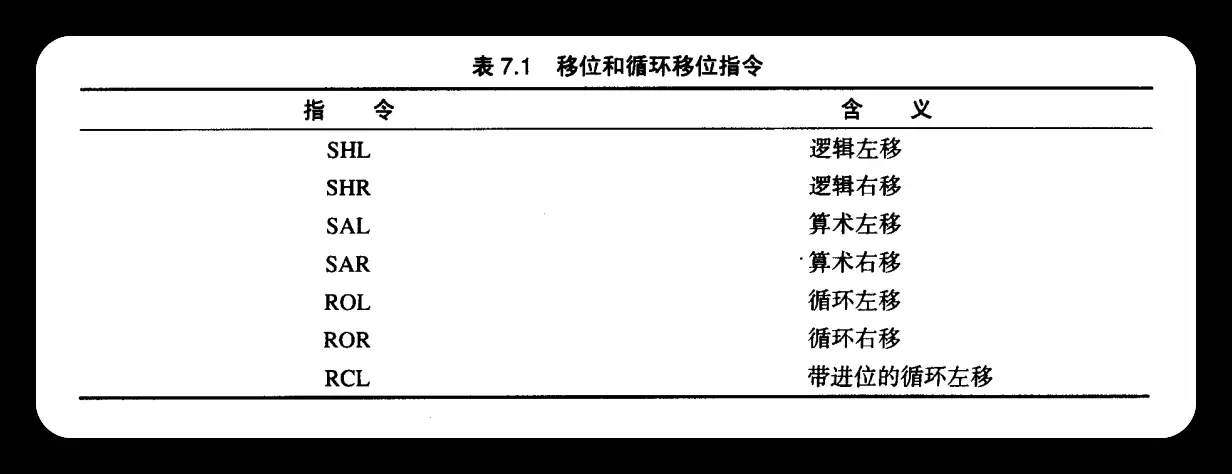 表 7.1 移位和循环移位指令
指 令 含 义
SHL 逻辑左移
SHR 逻辑右移
SAL 算术左移
SAR 算术右移
ROL 循环左移
ROR 循环右移
RCL 带进位的循环左移